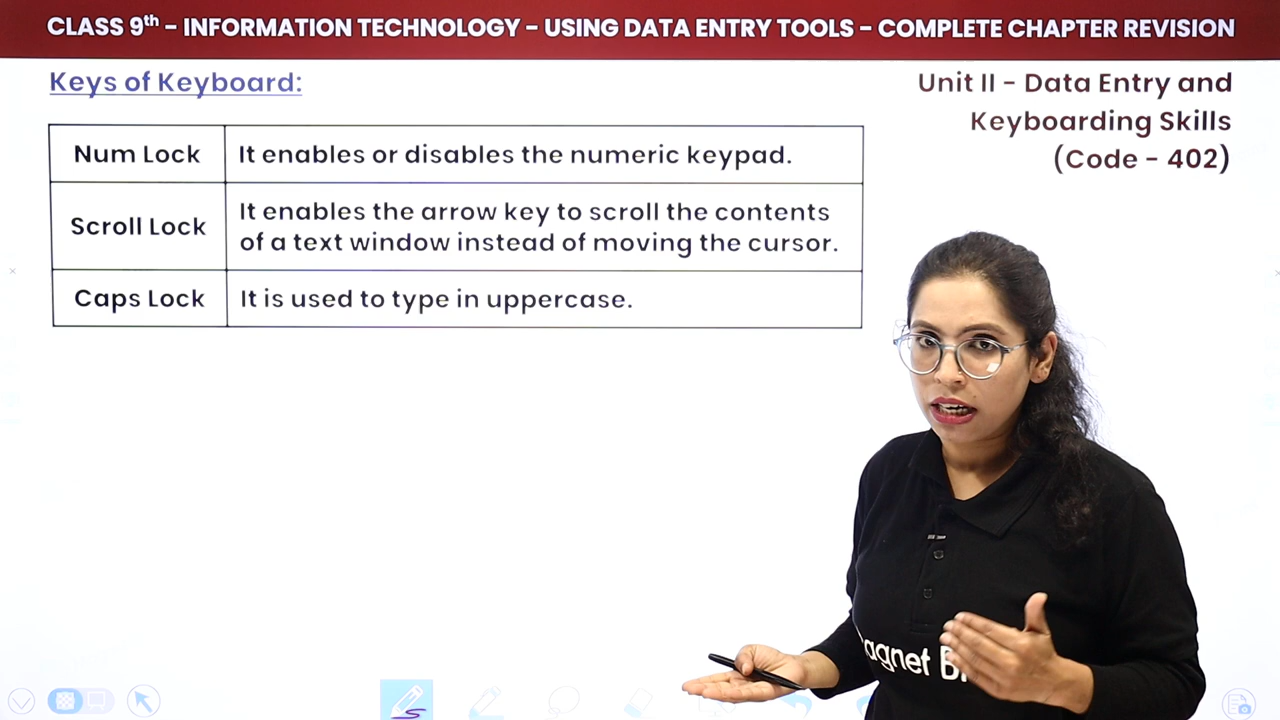 CLASS 9th - INFORMATION TECHNOLOGY - USING DATA ENTRY TOOLS - COMPLETE CHAPTER REVISION
Keys of Keyboard:
Unit II - Data Entry and
Keyboarding Skills
(Code - 402)
Num Lock
It enables or disables the numeric keypad.
Scroll Lock
It enables the arrow key to scroll the contents
of a text window instead of moving the cursor.
Caps Lock
It is used to type in uppercase.
agnet B